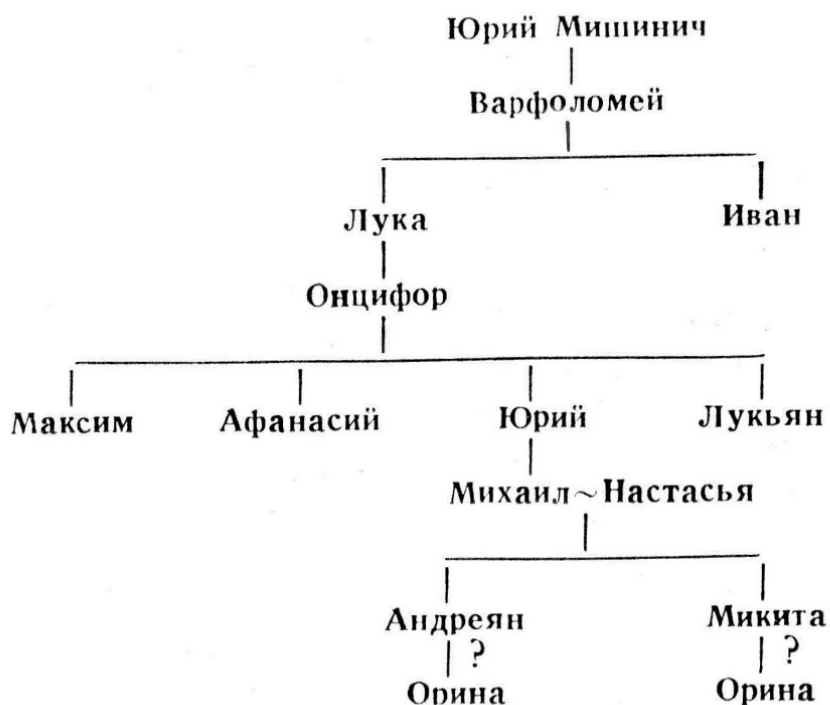 Юрий Мишинич
Варфоломей
Лука Иван
Онцифор
Максим Афанасий Юрий Лукьян
Михаил~Настасья
Андреян Микита
? ?
Орина Орина